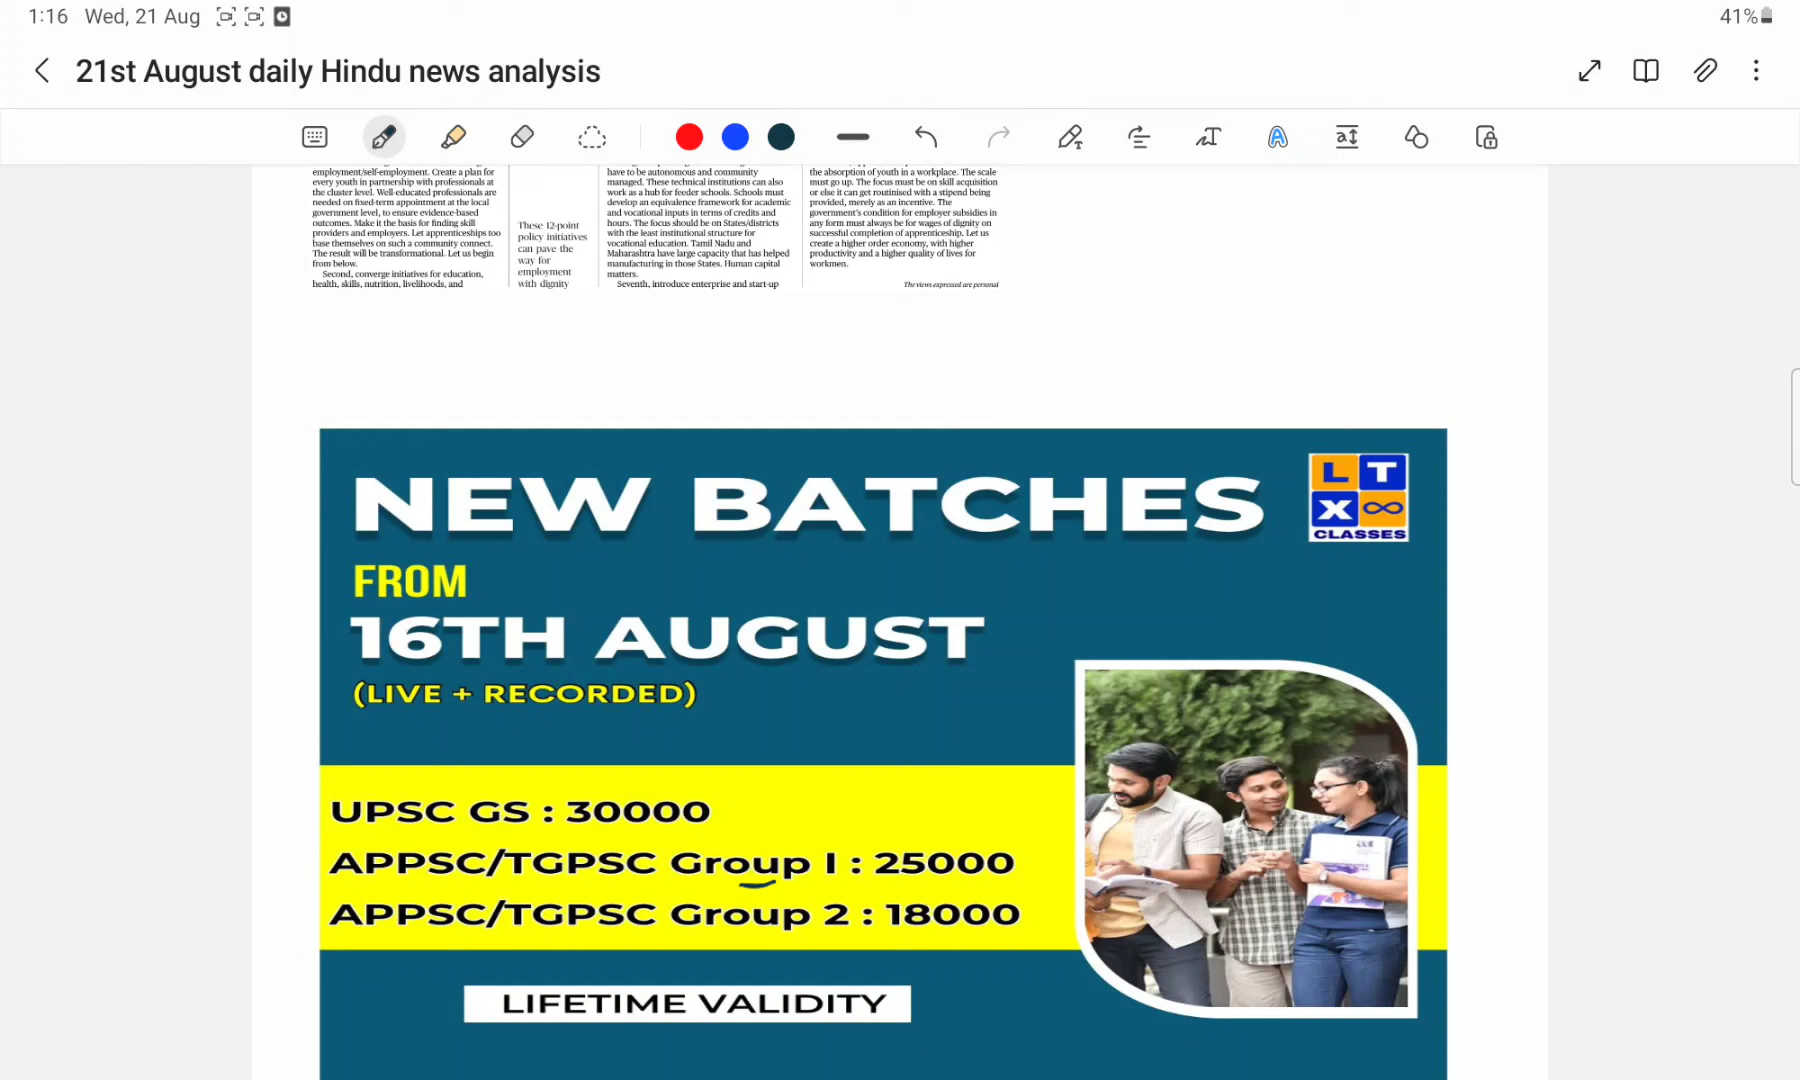 1:16 Wed, 21 Aug
41%
21st August daily Hindu news analysis
employment/self-employment. Create a plan for
every youth in partnership with professionals at
the cluster level. Well-educated professionals are
needed on fixed-term appointment at the local
government level, to ensure evidence-based
outcomes. Make it the basis for finding skill
providers and employers. Let apprenticeships too
base themselves on such a community connect.
The result will be transformational. Let us begin
from below.
Second, converge initiatives for education,
health, skills, nutrition, livelihoods, and
These 12-point
policy initiatives
can pave the
way for
employment
with dignity
have to be autonomous and community
managed. These technical institutions can also
work as a hub for feeder schools. Schools must
develop an equivalence framework for academic
and vocational inputs in terms of credits and
hours. The focus should be on States/districts
with the least institutional structure for
vocational education. Tamil Nadu and
Maharashtra have large capacity that has helped
manufacturing in those States. Human capital
matters.
Seventh, introduce enterprise and start-up
the absorption of youth in a workplace. The scale
must go up. The focus must be on skill acquisition
or else it can get routinised with a stipend being
provided, merely as an incentive. The
government's condition for employer subsidies in
any form must always be for wages of dignity on
successful completion of apprenticeship. Let us
create a higher order economy, with higher
productivity and a higher quality of lives for
workmen.
The views expressed are personal
NEW BATCHES
L T
X ∞
CLASSES
FROM
16TH AUGUST
(LIVE + RECORDED)
UPSC GS : 30000
APPSC/TGPSC Group I : 25000
APPSC/TGPSC Group 2 : 18000
LIFETIME VALIDITY